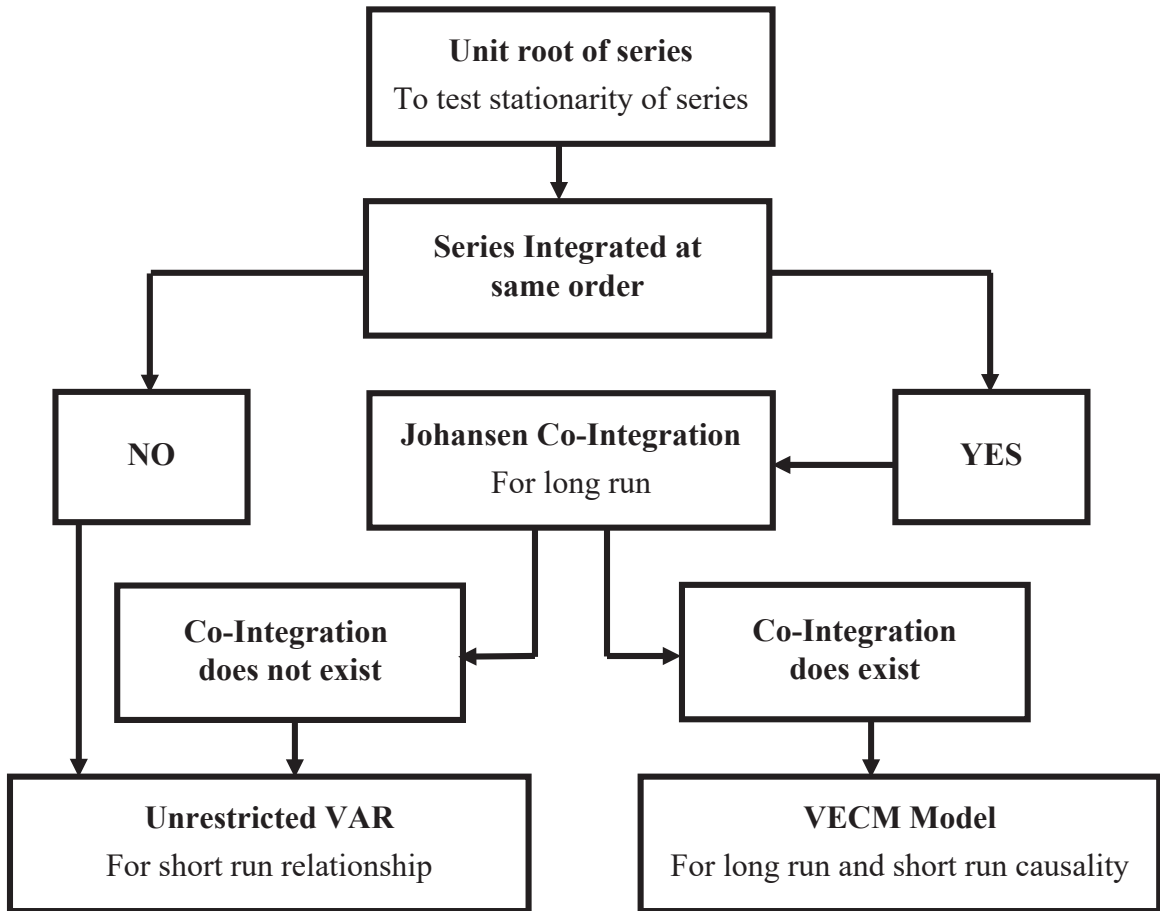 Unit root of series
To test stationarity of series
Series Integrated at
same order
NO
Johansen Co-Integration
For long run
YES
Co-Integration
does not exist
Co-Integration
does exist
Unrestricted VAR
For short run relationship
VECM Model
For long run and short run causality